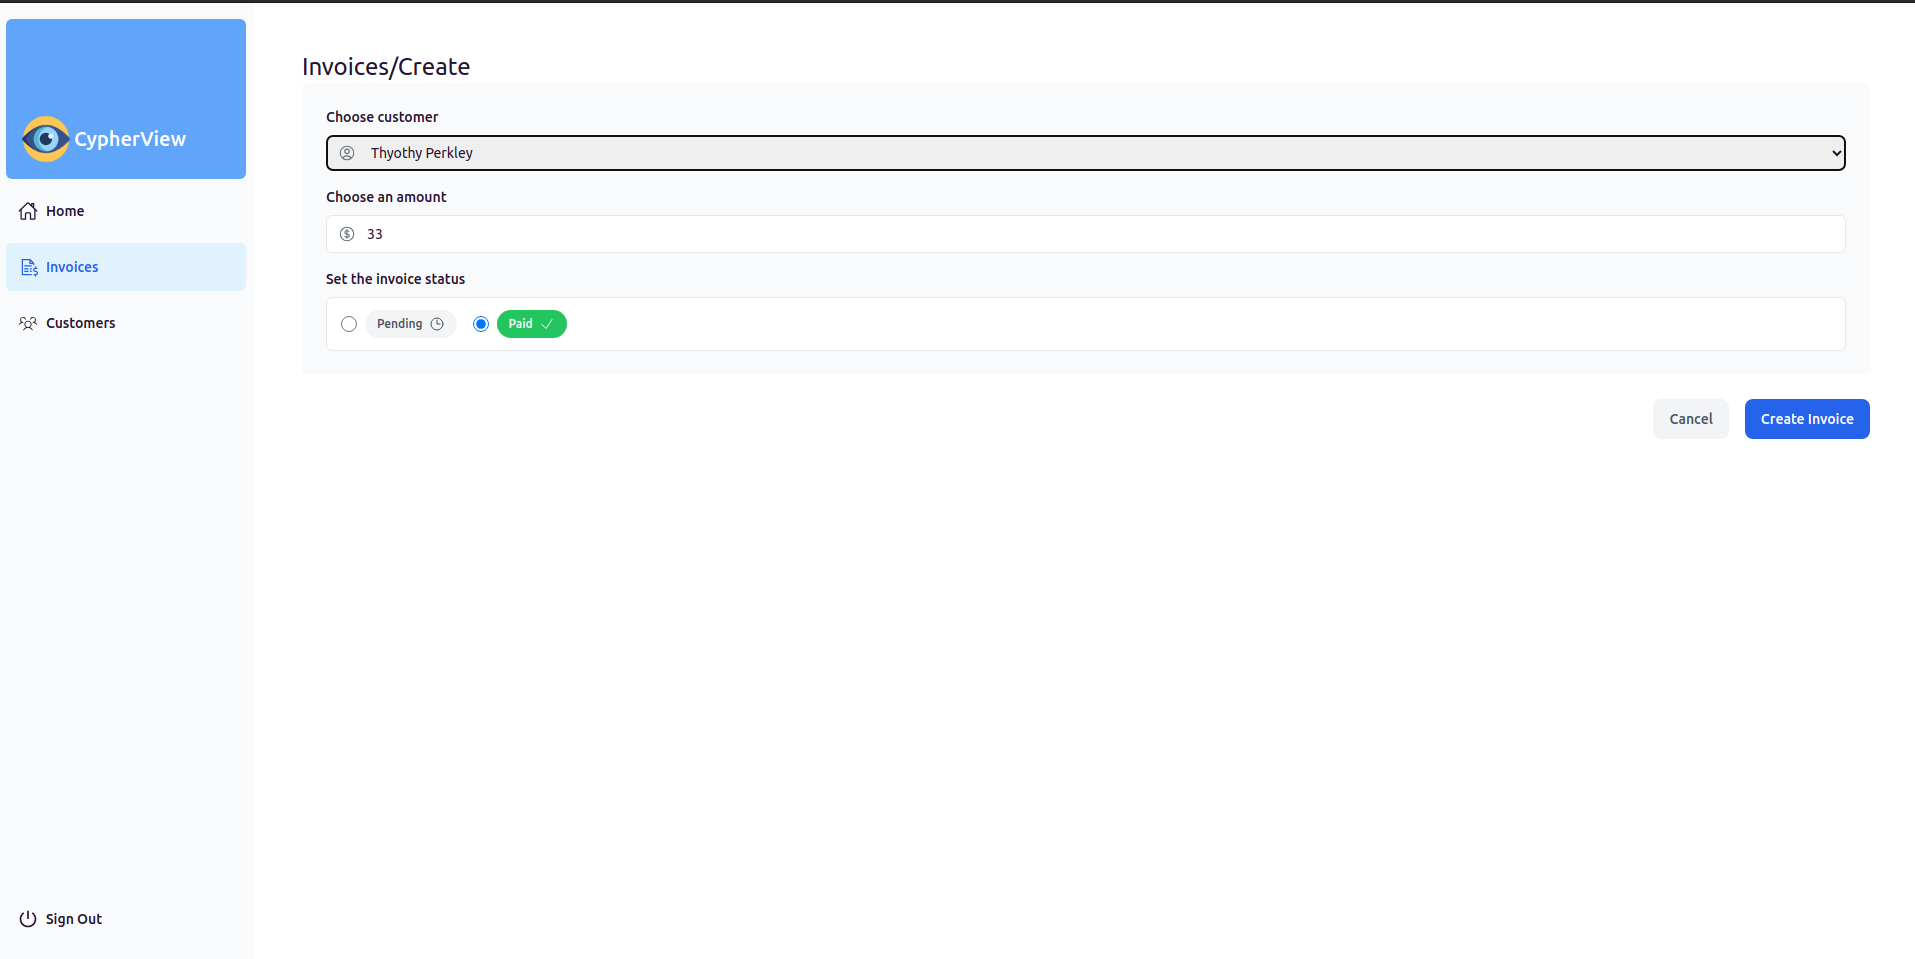 CypherView
Home
Invoices
Customers
Sign Out
Invoices/Create
Choose customer
Thyothy Perkley
Choose an amount
33
Set the invoice status
Pending
Paid
Cancel
Create Invoice